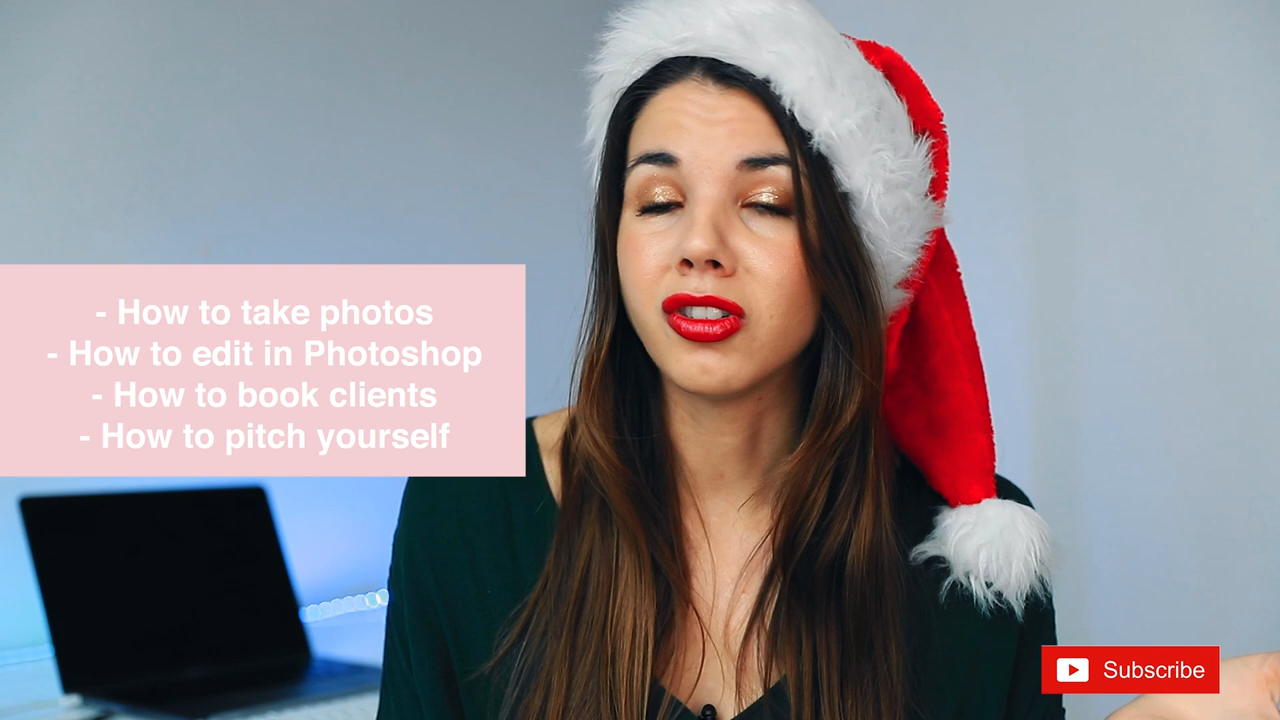 - How to take photos
- How to edit in Photoshop
- How to book clients
- How to pitch yourself
Subscribe